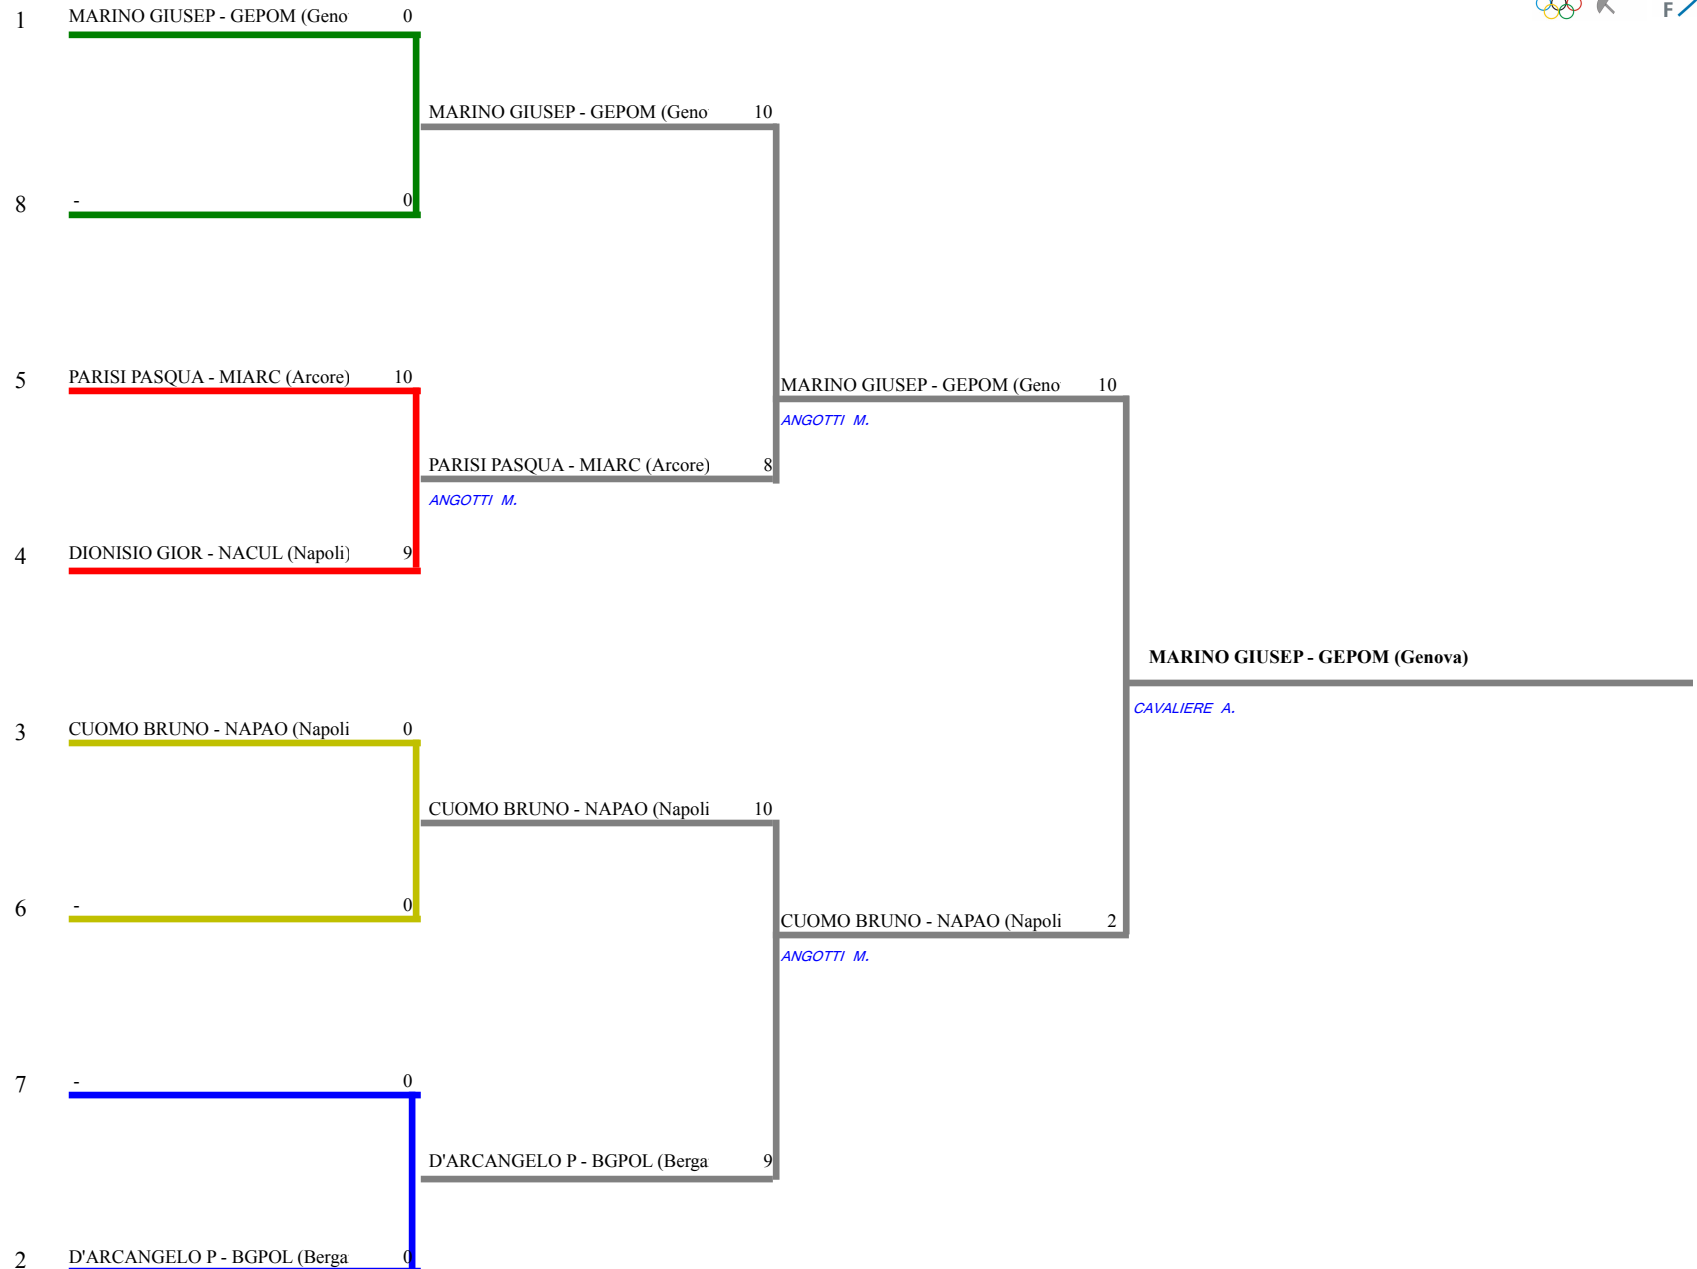 1 MARINO GIUSEP - GEPOM (Geno 0
F
MARINO GIUSEP - GEPOM (Geno 10
8 - 0
5 PARISI PASQUA - MIARC (Arcore) 10
MARINO GIUSEP - GEPOM (Geno 10
ANGOTTI M.
PARISI PASQUA - MIARC (Arcore) 8
ANGOTTI M.
4 DIONISIO GIOR - NACUL (Napoli) 9
MARINO GIUSEP - GEPOM (Genova)
CAVALIERE A.
3 CUOMO BRUNO - NAPAO (Napoli 0
CUOMO BRUNO - NAPAO (Napoli 10
6 - 0
CUOMO BRUNO - NAPAO (Napoli 2
ANGOTTI M.
7 - 0
D'ARCANGELO P - BGPOL (Berga 9
2 D'ARCANGELO P - BGPOL (Berga 0